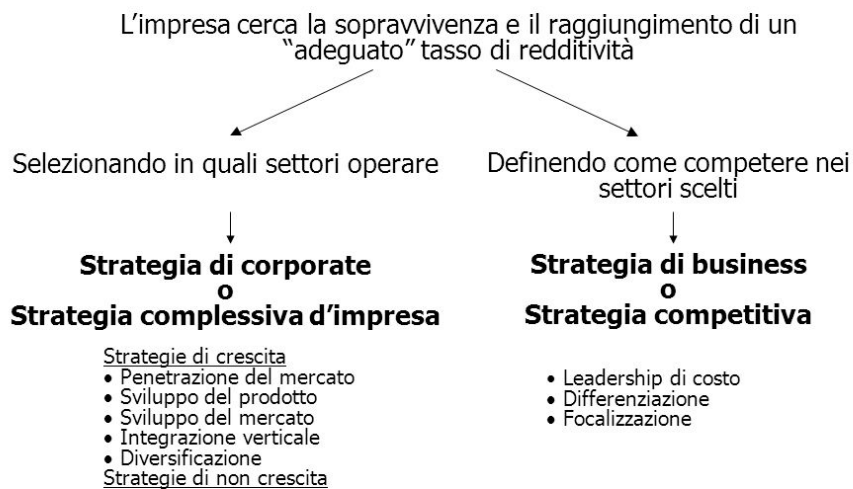 L’impresa cerca la sopravvivenza e il raggiungimento di un
“adeguato” tasso di redditività
Selezionando in quali settori operare
Strategia di corporate
o
Strategia complessiva d’impresa
Strategie di crescita
• Penetrazione del mercato
• Sviluppo del prodotto
• Sviluppo del mercato
• Integrazione verticale
• Diversificazione
Strategie di non crescita
Definendo come competere nei
settori scelti
Strategia di business
o
Strategia competitiva
• Leadership di costo
• Differenziazione
• Focalizzazione